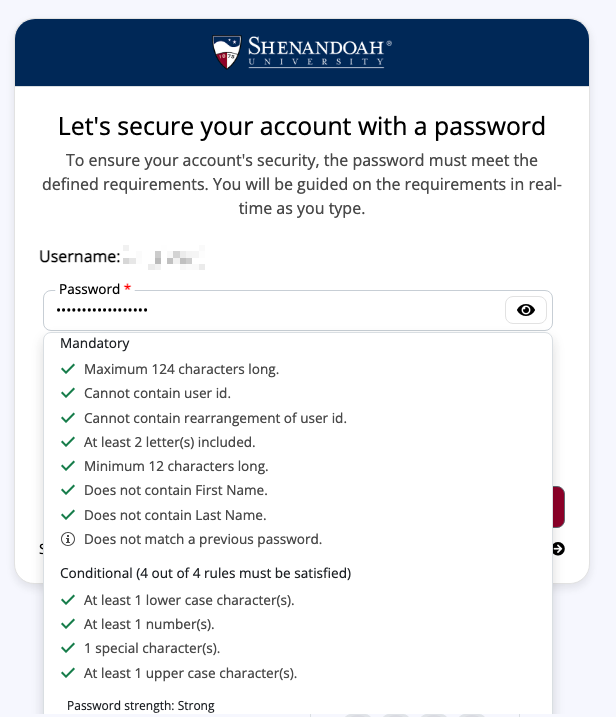 SHENANDOAH®
UNIVERSITY
1875
Let's secure your account with a password
To ensure your account's security, the password must meet the
defined requirements. You will be guided on the requirements in real-
time as you type.
Username:
Password *
••••••••••••••••••
Mandatory
Maximum 124 characters long.
Cannot contain user id.
Cannot contain rearrangement of user id.
At least 2 letter(s) included.
Minimum 12 characters long.
Does not contain First Name.
Does not contain Last Name.
Does not match a previous password.
Conditional (4 out of 4 rules must be satisfied)
At least 1 lower case character(s).
At least 1 number(s).
1 special character(s).
At least 1 upper case character(s).
Password strength: Strong